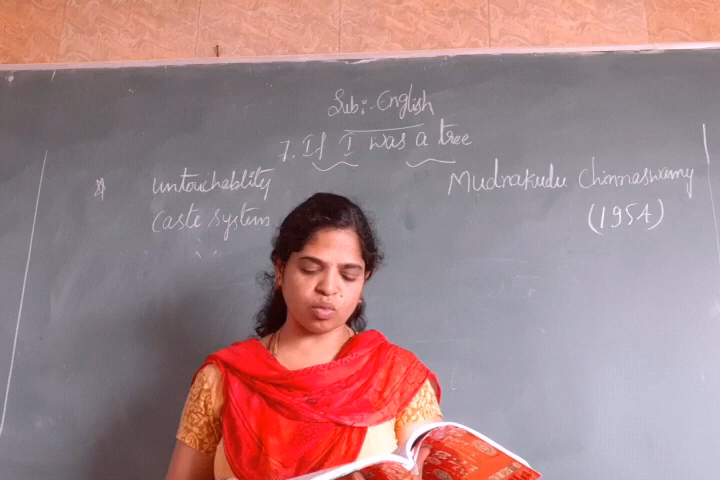 Sub:- English
7. If I was a tree
untouchablity
caste system
Mudnakudu Chinnaswamy
(1954)